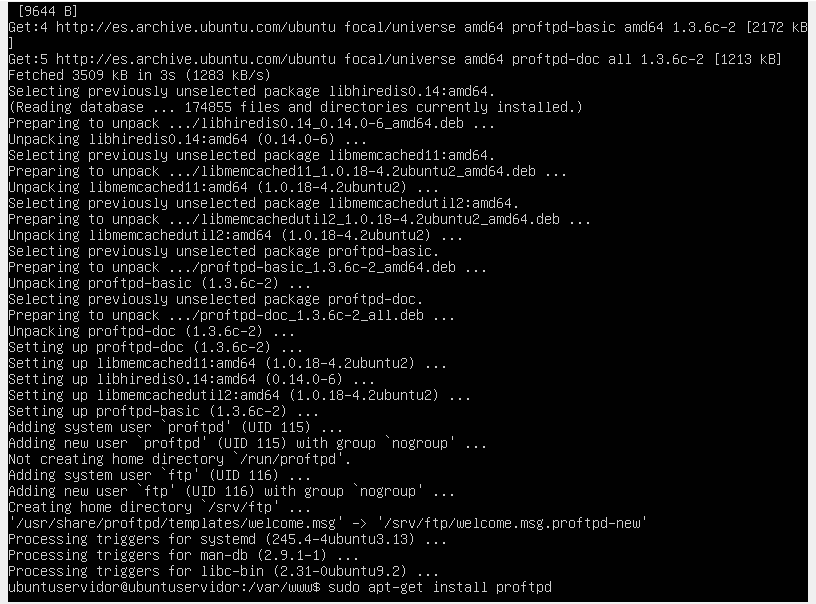 [9644 B]
Get:4 http://es.archive.ubuntu.com/ubuntu focal/universe amd64 proftpd-basic amd64 1.3.6c-2 [2172 kB
]
Get:5 http://es.archive.ubuntu.com/ubuntu focal/universe amd64 proftpd-doc all 1.3.6c-2 [1213 kB]
Fetched 3509 kB in 3s (1283 kB/s)
Selecting previously unselected package libhiredis0.14:amd64.
(Reading database ... 174855 files and directories currently installed.)
Preparing to unpack .../libhiredis0.14_0.14.0-6_amd64.deb ...
Unpacking libhiredis0.14:amd64 (0.14.0-6) ...
Selecting previously unselected package libmemcached11:amd64.
Preparing to unpack .../libmemcached11_1.0.18-4.2ubuntu2_amd64.deb ...
Unpacking libmemcached11:amd64 (1.0.18-4.2ubuntu2) ...
Selecting previously unselected package libmemcachedutil2:amd64.
Preparing to unpack .../libmemcachedutil2_1.0.18-4.2ubuntu2_amd64.deb ...
Unpacking libmemcachedutil2:amd64 (1.0.18-4.2ubuntu2) ...
Selecting previously unselected package proftpd-basic.
Preparing to unpack .../proftpd-basic_1.3.6c-2_amd64.deb ...
Unpacking proftpd-basic (1.3.6c-2) ...
Selecting previously unselected package proftpd-doc.
Preparing to unpack .../proftpd-doc_1.3.6c-2_all.deb ...
Unpacking proftpd-doc (1.3.6c-2) ...
Setting up proftpd-doc (1.3.6c-2) ...
Setting up libmemcached11:amd64 (1.0.18-4.2ubuntu2) ...
Setting up libhiredis0.14:amd64 (0.14.0-6) ...
Setting up libmemcachedutil2:amd64 (1.0.18-4.2ubuntu2) ...
Setting up proftpd-basic (1.3.6c-2) ...
Adding system user `proftpd' (UID 115) ...
Adding new user `proftpd' (UID 115) with group `nogroup' ...
Not creating home directory `/run/proftpd'.
Adding system user `ftp' (UID 116) ...
Adding new user `ftp' (UID 116) with group `nogroup' ...
Creating home directory `/srv/ftp' ...
'/usr/share/proftpd/templates/welcome.msg' -> '/srv/ftp/welcome.msg.proftpd-new'
Processing triggers for systemd (245.4-4ubuntu3.13) ...
Processing triggers for man-db (2.9.1-1) ...
Processing triggers for libc-bin (2.31-0ubuntu9.2) ...
ubuntuservidor@ubuntuservidor:/var/www$ sudo apt-get install proftpd